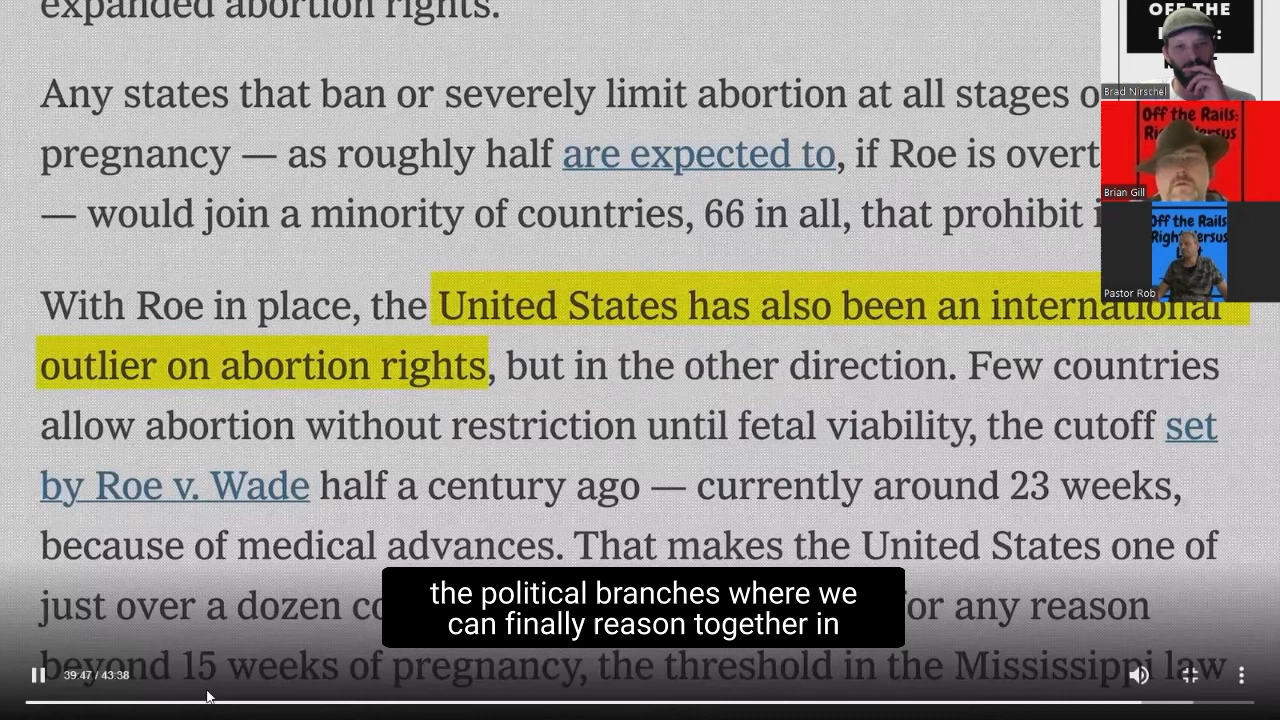 expanded abortion rights.
Any states that ban or severely limit abortion at all stages
pregnancy — as roughly half are expected to, if Roe is
— would join a minority of countries, 66 in all, that prohibit
With Roe in place, the United States has also been an international
outlier on abortion rights, but in the other direction. Few countries
allow abortion without restriction until fetal viability, the cutoff set
by Roe v. Wade half a century ago — currently around 23 weeks,
because of medical advances. That makes the United States one of
just over a dozen for any reason
beyond 15 weeks of pregnancy, the threshold in the Mississippi law
the political branches where we
can finally reason together in
39:47 / 43:38
OFF THE
Brad Nirschel
Off the Rails:
Brian Gill
Off the Rails
Pastor Rob